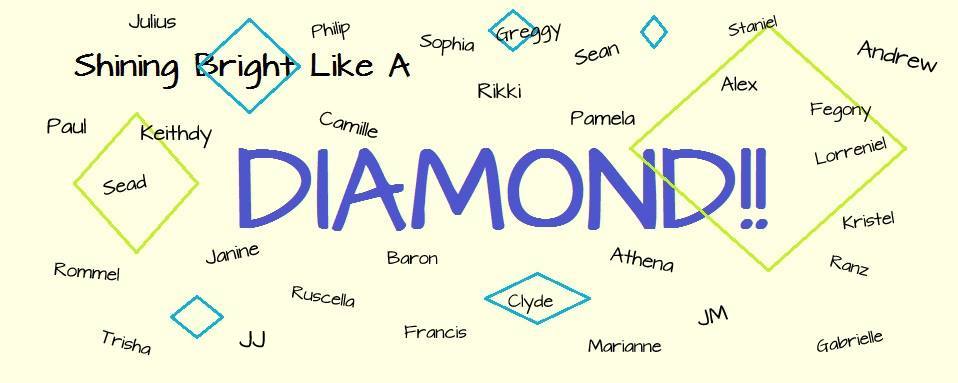 Julius
Philip
Sophia
Greggy
Sean
Staniel
Andrew
Shining Bright Like A
Rikki
Alex
Fegony
Paul
Keithdy
Camille
Pamela
Lorreniel
Sead
DIAMOND!!
Kristel
Rommel
Janine
Baron
Athena
Ranz
Ruscella
Clyde
Trisha
JJ
Francis
JM
Marianne
Gabrielle